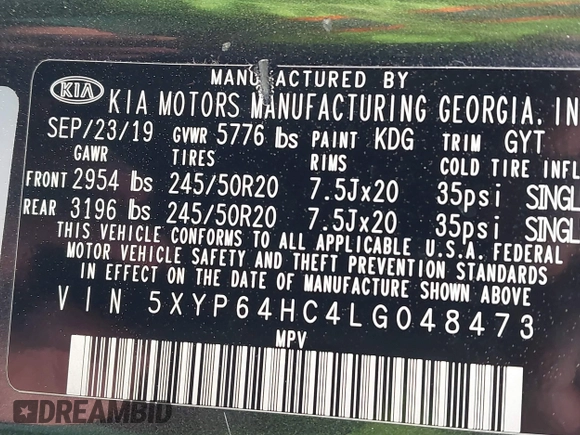 MANUFACTURED BY
KIA KIA MOTORS MANUFACTURING GEORGIA, IN
SEP/23/19 GVWR 5776 lbs PAINT KDG TRIM GYT
GAWR TIRES RIMS COLD TIRE INFL
FRONT 2954 lbs 245/50R20 7.5Jx20 35psi SINGL
REAR 3196 lbs 245/50R20 7.5Jx20 35psi SINGL
THIS VEHICLE CONFORMS TO ALL APPLICABLE U.S.A. FEDERAL
MOTOR VEHICLE SAFETY AND THEFT PREVENTION STANDARDS
IN EFFECT ON THE DATE OF MANUFACTURE SHOWN ABOVE
VIN 5XYP64HC4LG048473
MPV
DREAMBID